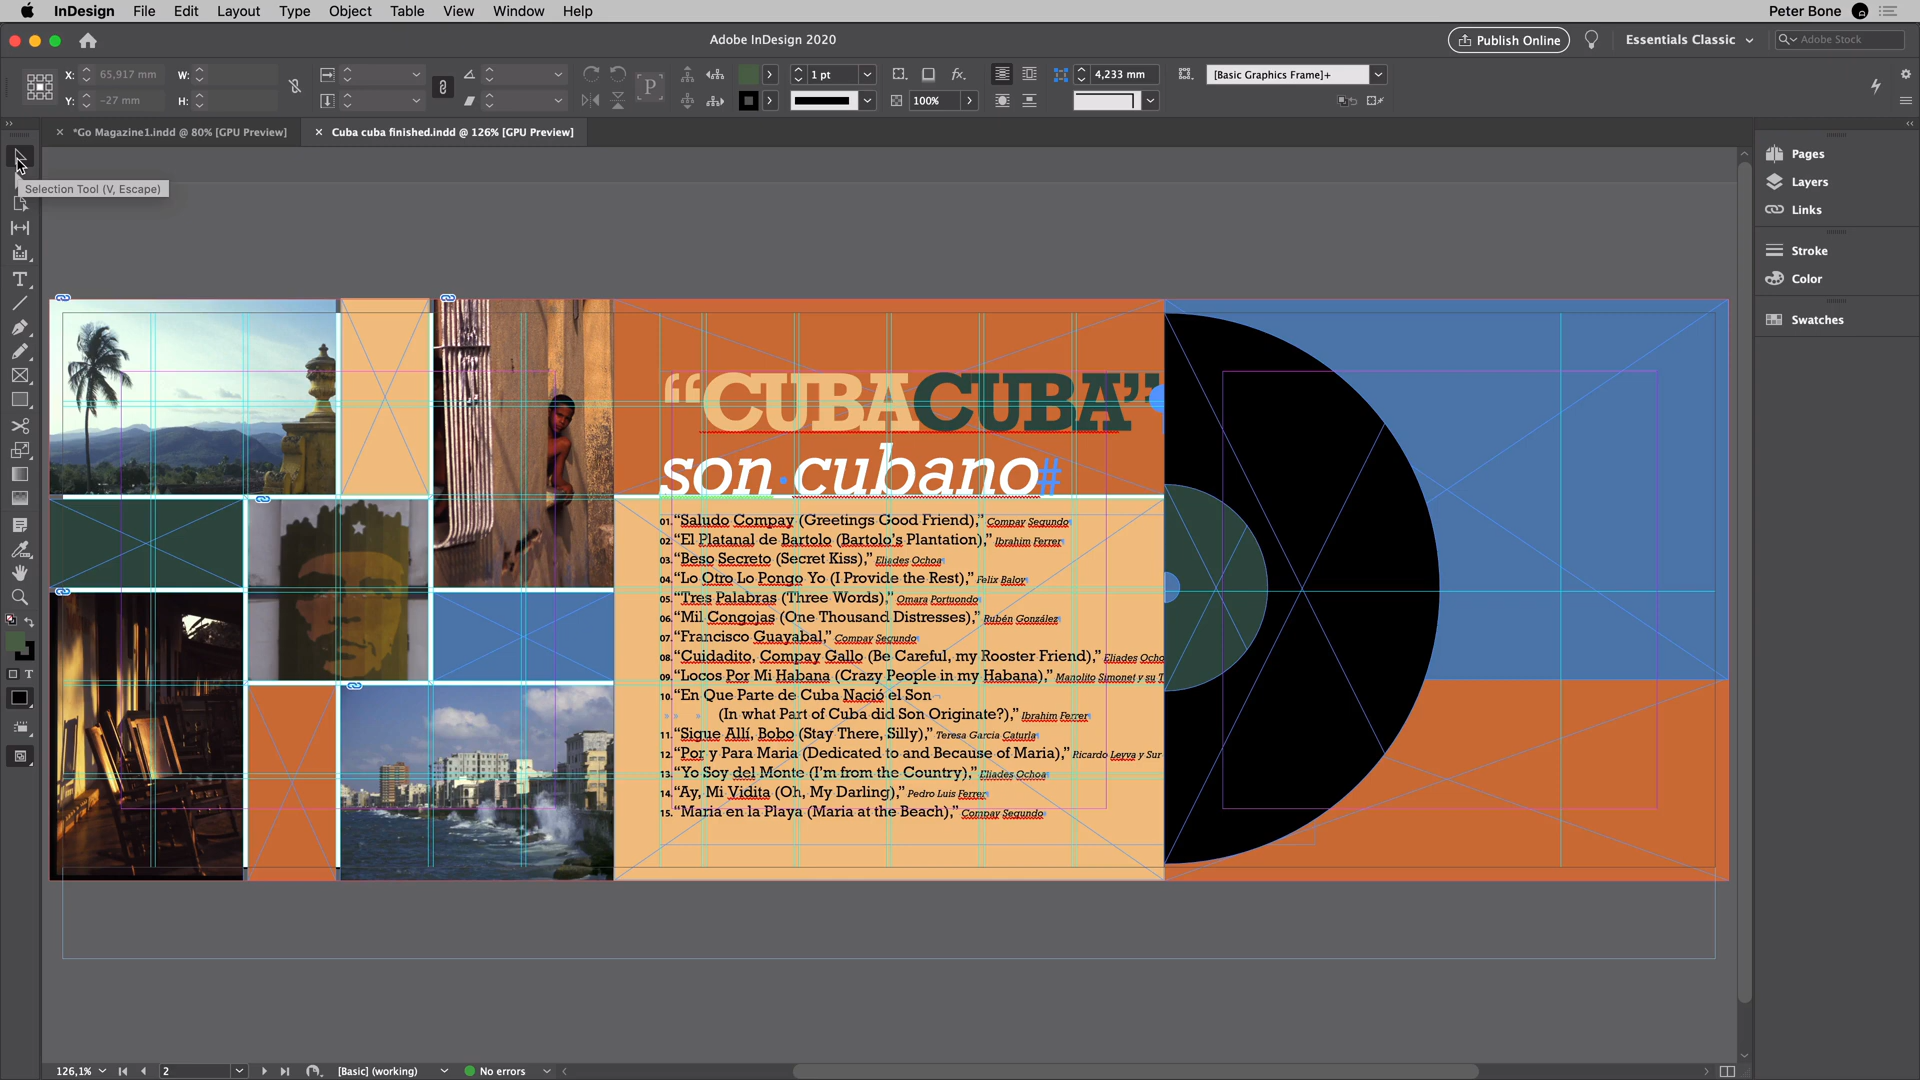 InDesign File Edit Layout Type Object Table View Window Help
Peter Bone
Adobe InDesign 2020
Publish Online
Essentials Classic
Adobe Stock
X: 65,917 mm W:
1 pt
4,233 mm
[Basic Graphics Frame]+
Y: -27 mm H:
P
fx.
100%
*Go Magazine1.indd @ 80% [GPU Preview]
Cuba cuba finished.indd @ 126% [GPU Preview]
Selection Tool (V, Escape)
Pages
Layers
Links
Stroke
Color
Swatches
“CUBACUBA”
son·cubano#
01. “Saludo Compay (Greetings Good Friend),” Compay Segundo
02. “El Platanal de Bartolo (Bartolo’s Plantation),” Ibrahim Ferrer
03. “Beso Secreto (Secret Kiss),” Eliades Ochoa
04. “Lo Otro Lo Pongo Yo (I Provide the Rest),” Felix Baloy
05. “Tres Palabras (Three Words),” Omara Portuondo
06. “Mil Congojas (One Thousand Distresses),” Rubén González
07. “Francisco Guayabal,” Compay Segundo
08. “Cuidadito, Compay Gallo (Be Careful, my Rooster Friend),” Eliades Ocho
09. “Locos Por Mi Habana (Crazy People in my Habana),” Manolito Simonet y su T
10. “En Que Parte de Cuba Nació el Son
(In what Part of Cuba did Son Originate?),” Ibrahim Ferrer
11. “Sigue Allí, Bobo (Stay There, Silly),” Teresa Garcia Caturla
12. “Por y Para Maria (Dedicated to and Because of Maria),” Ricardo Leyva y Sur
13. “Yo Soy del Monte (I’m from the Country),” Eliades Ochoa
14. “Ay, Mi Vidita (Oh, My Darling),” Pedro Luis Ferrer
15. “Maria en la Playa (Maria at the Beach),” Compay Segundo
126,1%
2
[Basic] (working)
No errors